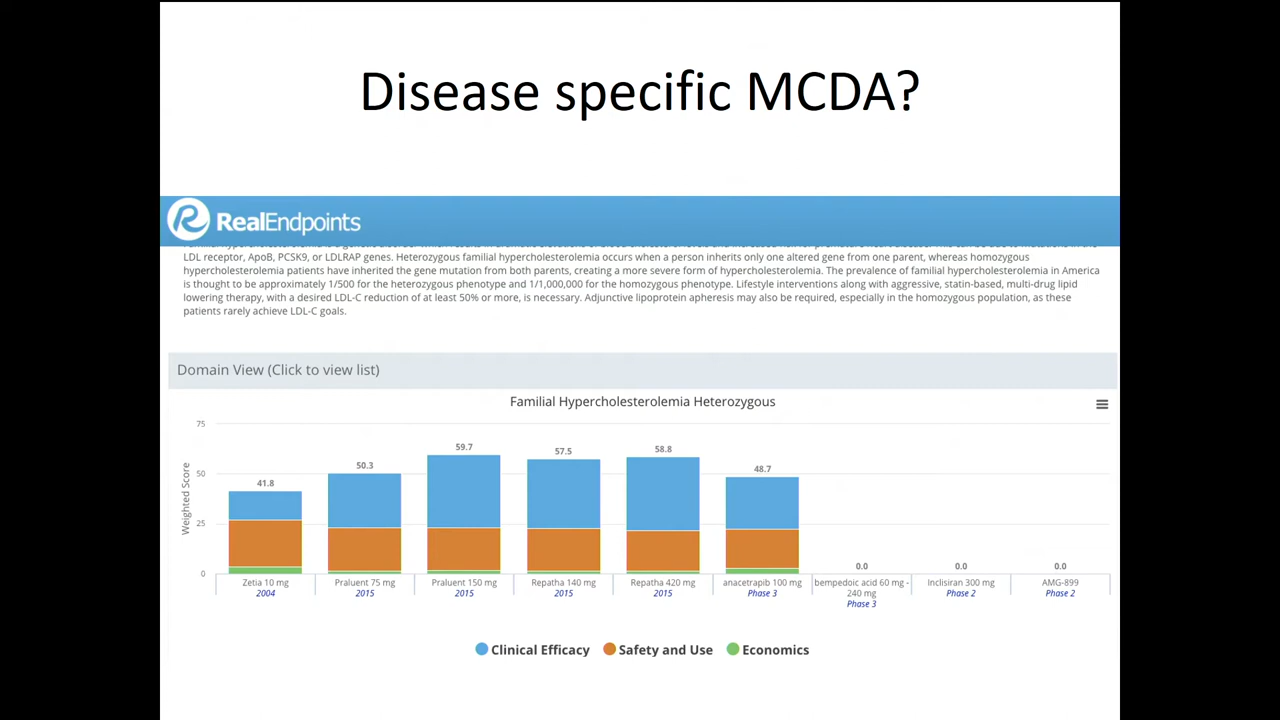 Disease specific MCDA?
RealEndpoints
LDL receptor, ApoB, PCSK9, or LDLRAP genes. Heterozygous familial hypercholesterolemia occurs when a person inherits only one altered gene from one parent, whereas homozygous
hypercholesterolemia patients have inherited the gene mutation from both parents, creating a more severe form of hypercholesterolemia. The prevalence of familial hypercholesterolemia in America
is thought to be approximately 1/500 for the heterozygous phenotype and 1/1,000,000 for the homozygous phenotype. Lifestyle interventions along with aggressive, statin-based, multi-drug lipid
lowering therapy, with a desired LDL-C reduction of at least 50% or more, is necessary. Adjunctive lipoprotein apheresis may also be required, especially in the homozygous population, as these
patients rarely achieve LDL-C goals.
Domain View (Click to view list)
Familial Hypercholesterolemia Heterozygous
Weighted Score
75
50
25
0
41.8
50.3
59.7
57.5
58.8
48.7
0.0
0.0
0.0
Zetia 10 mg
2004
Praluent 75 mg
2015
Praluent 150 mg
2015
Repatha 140 mg
2015
Repatha 420 mg
2015
anacetrapib 100 mg
Phase 3
bempedoic acid 60 mg -
240 mg
Phase 3
Inclisiran 300 mg
Phase 2
AMG-899
Phase 2
Clinical Efficacy
Safety and Use
Economics